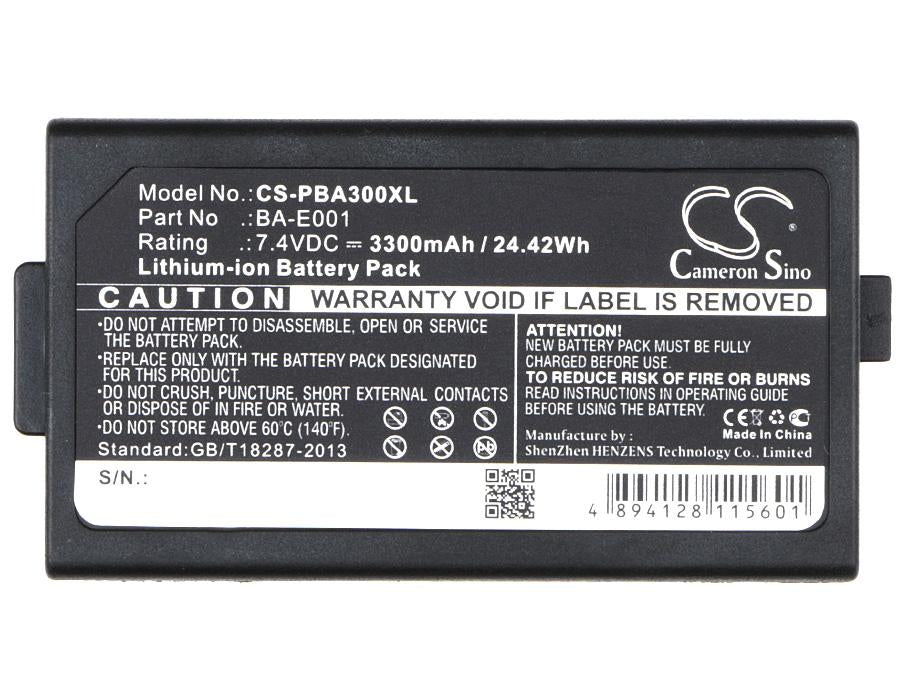 Model No.:CS-PBA300XL
Part No .:BA-E001
Rating .:7.4VDC ⎓ 3300mAh / 24.42Wh
Lithium-ion Battery Pack
CS ®
Cameron Sino
CAUTION WARRANTY VOID IF LABEL IS REMOVED
•DO NOT ATTEMPT TO DISASSEMBLE, OPEN OR SERVICE
THE BATTERY PACK.
•REPLACE ONLY WITH THE BATTERY PACK DESIGNATED
FOR THIS PRODUCT.
•DO NOT CRUSH, PUNCTURE, SHORT EXTERNAL CONTACTS
OR DISPOSE OF IN FIRE OR WATER.
•DO NOT STORE ABOVE 60℃ (140℉).
Standard:GB/T18287-2013
ATTENTION!
NEW BATTERY PACK MUST BE FULLY
CHARGED BEFORE USE.
TO REDUCE RISK OF FIRE OR BURNS
READ INSTRUCTIONS IN OPERATING GUIDE
BEFORE USING THE BATTERY.
CE
Made In China
Manufacture by :
ShenZhen HENZENS Technology Co., Limited
S/N.:
4 894128 115601